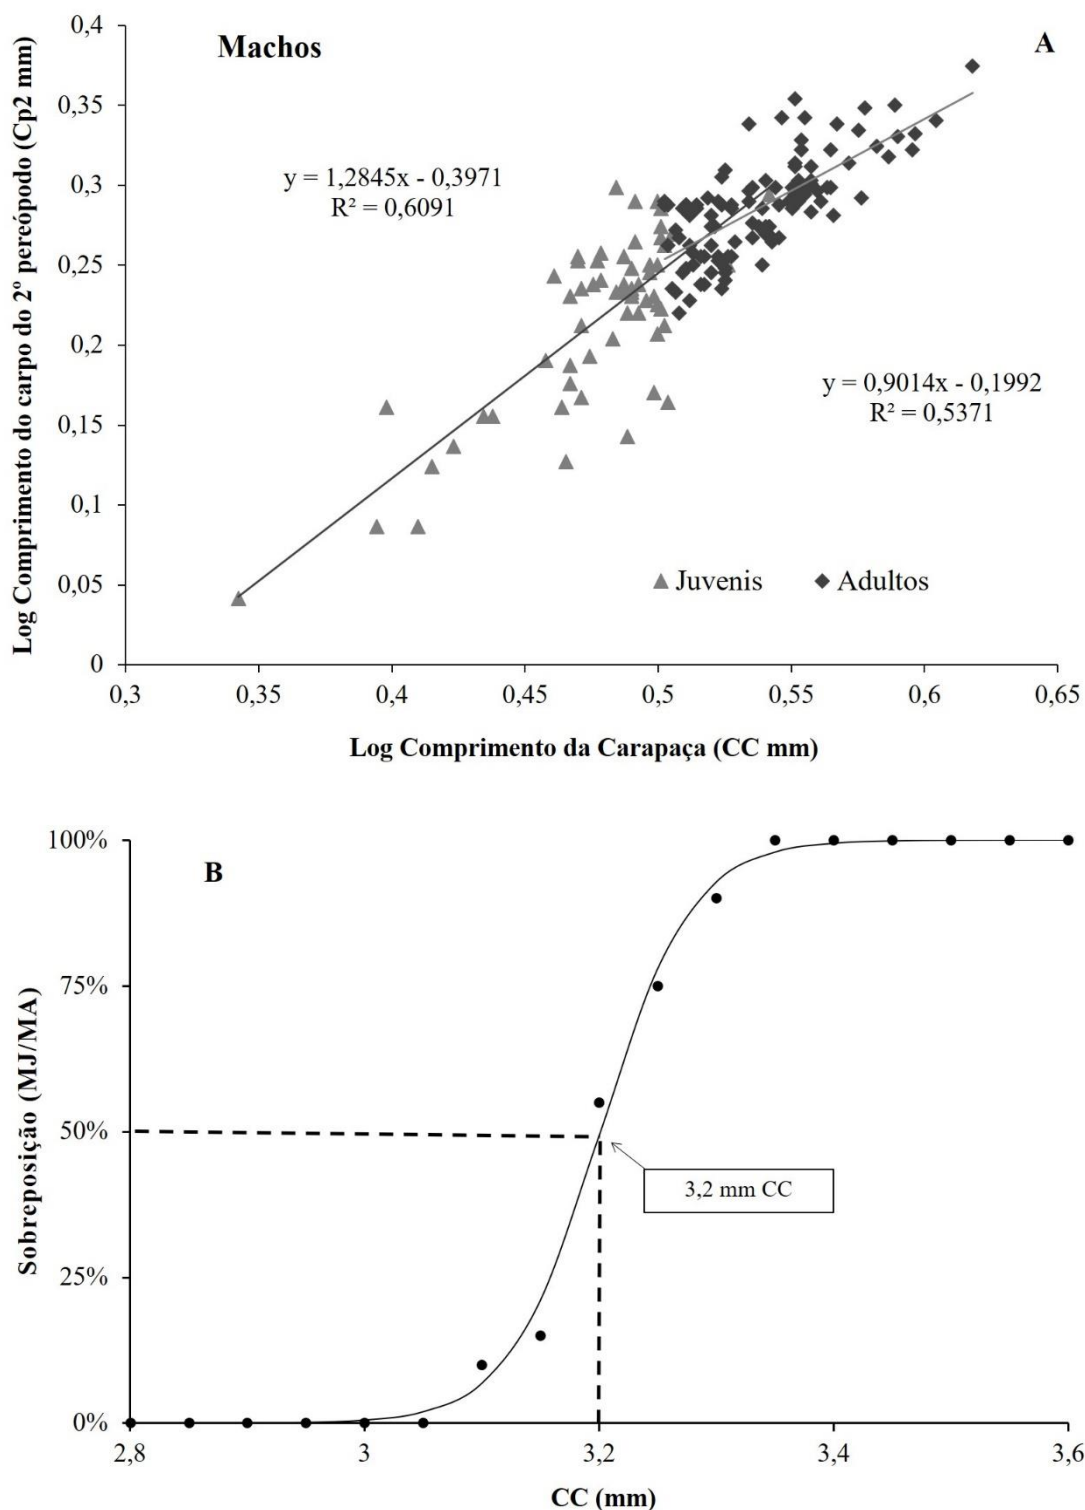 Machos
A
Log Comprimento do carpo do 2º pereópodo (Cp2 mm)
0,4
0,35
0,3
0,25
0,2
0,15
0,1
0,05
0
y = 1,2845x - 0,3971
R² = 0,6091
y = 0,9014x - 0,1992
R² = 0,5371
Juvenis
Adultos
0,3 0,35 0,4 0,45 0,5 0,55 0,6 0,65
Log Comprimento da Carapaça (CC mm)
B
Sobreposição (MJ/MA)
100%
75%
50%
25%
0%
3,2 mm CC
2,8 3 3,2 3,4 3,6
CC (mm)